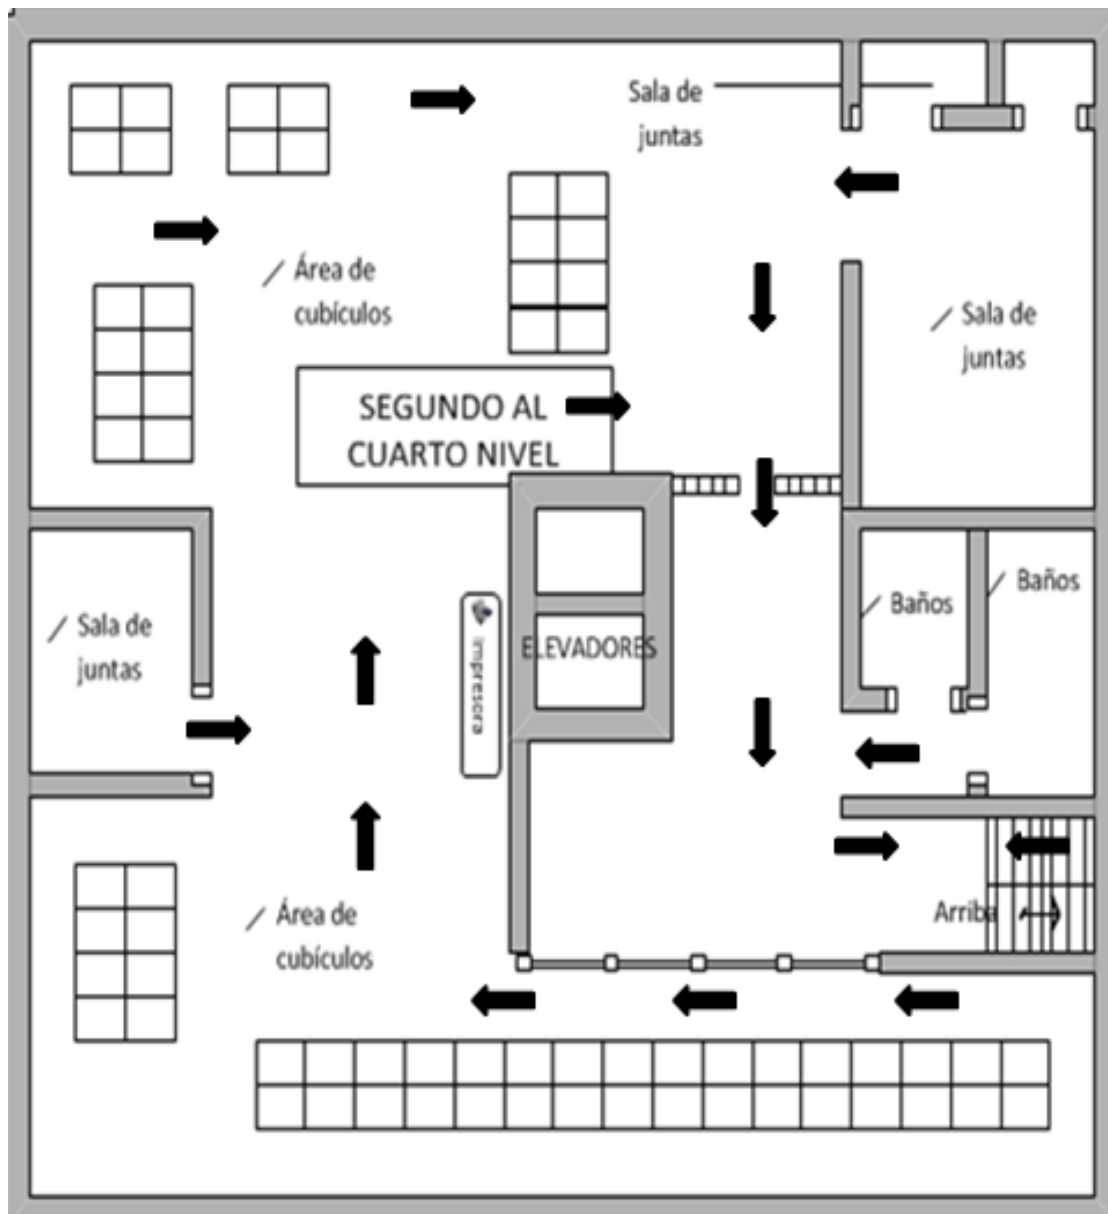 Sala de
juntas
Área de
cubículos
Sala de
juntas
SEGUNDO AL
CUARTO NIVEL
Baños
Baños
Sala de
juntas
Impresora
ELEVADORES
Arriba
Área de
cubículos